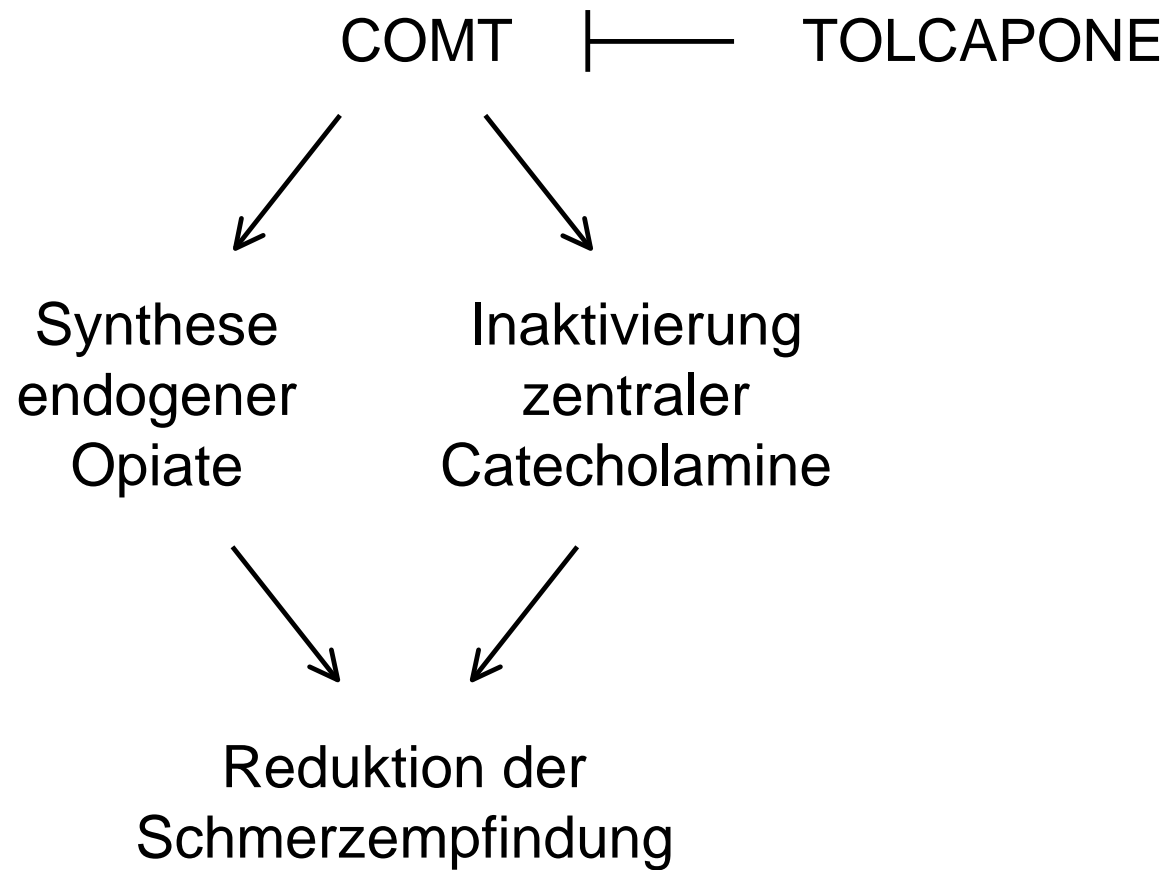 COMT TOLCAPONE
Synthese
endogener
Opiate
Inaktivierung
zentraler
Catecholamine
Reduktion der
Schmerzempfindung